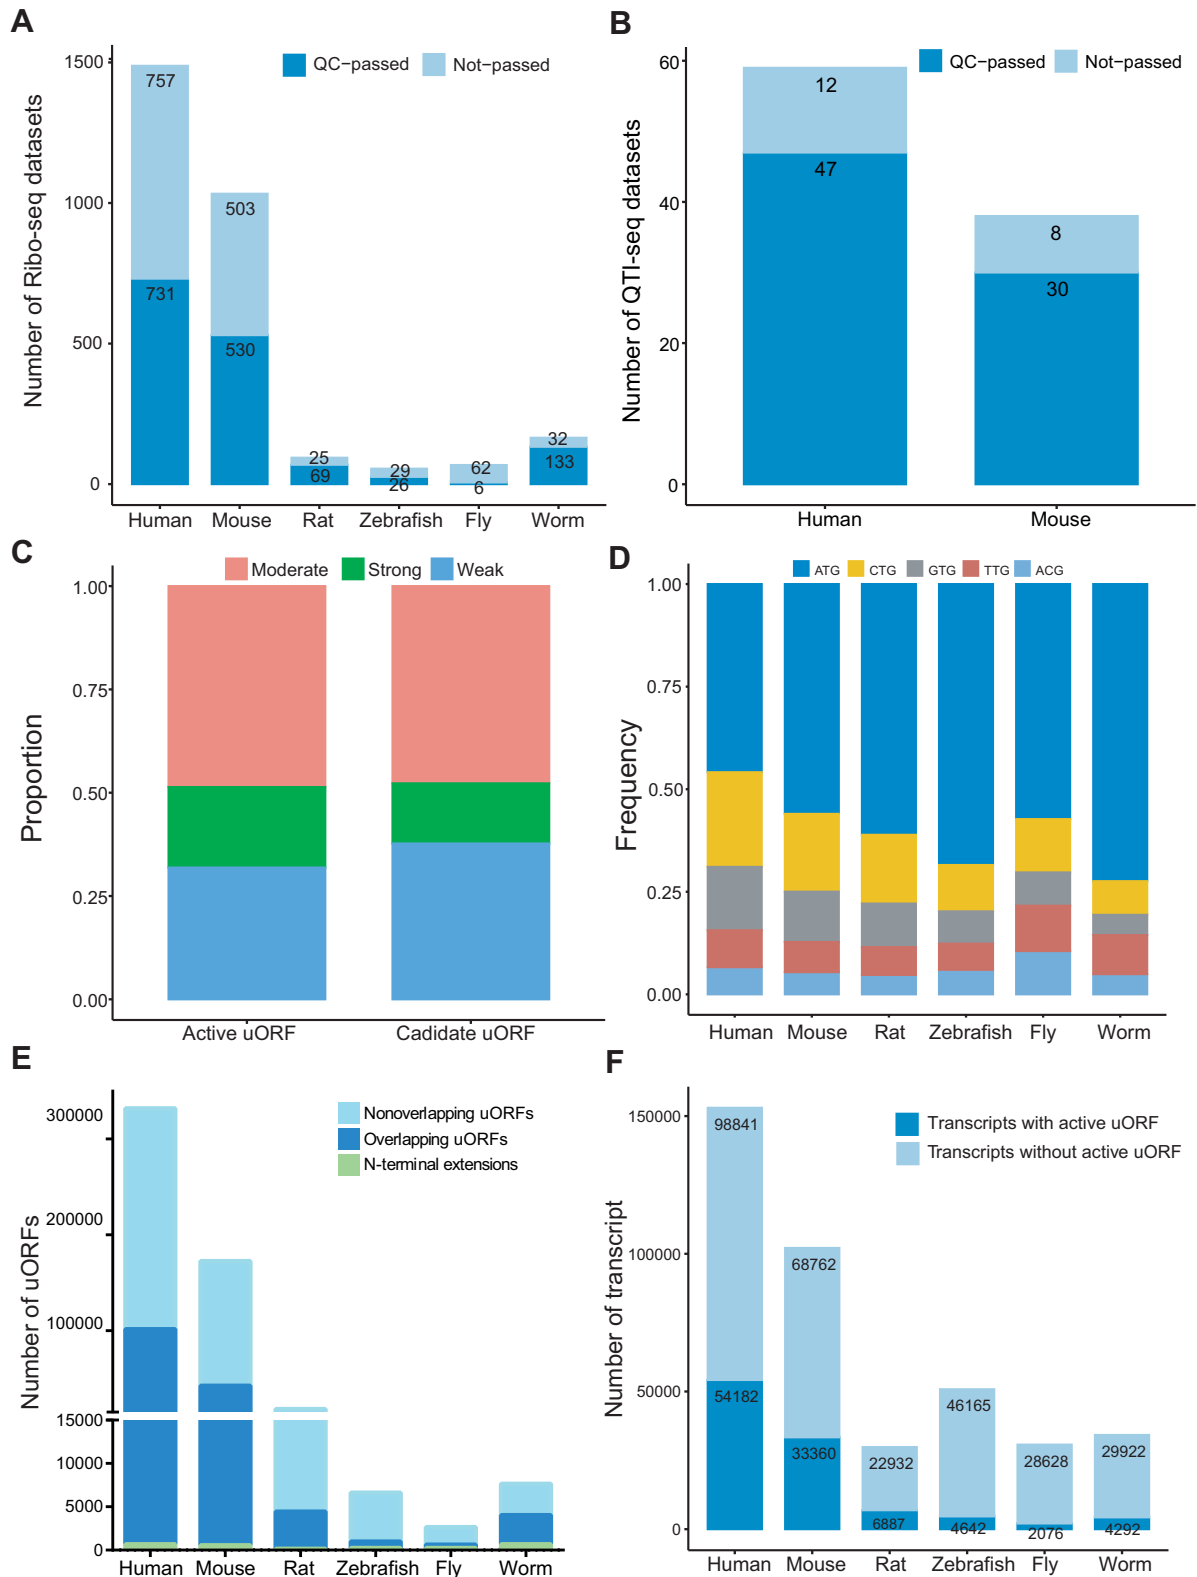 A
Number of Ribo-seq datasets
QC-passed Not-passed
1500
1000
500
0
757
731
503
530
25
69
29
26
62
6
32
133
Human Mouse Rat Zebrafish Fly Worm
B
Number of QTI-seq datasets
QC-passed Not-passed
60
40
20
0
12
47
8
30
Human Mouse
C
Proportion
Moderate Strong Weak
1.00
0.75
0.50
0.25
0.00
Active uORF Cadidate uORF
D
Frequency
ATG CTG GTG TTG ACG
1.00
0.75
0.50
0.25
0.00
Human Mouse Rat Zebrafish Fly Worm
E
Number of uORFs
Nonoverlapping uORFs
Overlapping uORFs
N-terminal extensions
300000
200000
100000
15000
10000
5000
0
Human Mouse Rat Zebrafish Fly Worm
F
Number of transcript
Transcripts with active uORF
Transcripts without active uORF
150000
100000
50000
0
98841
54182
68762
33360
22932
6887
46165
4642
28628
2076
29922
4292
Human Mouse Rat Zebrafish Fly Worm